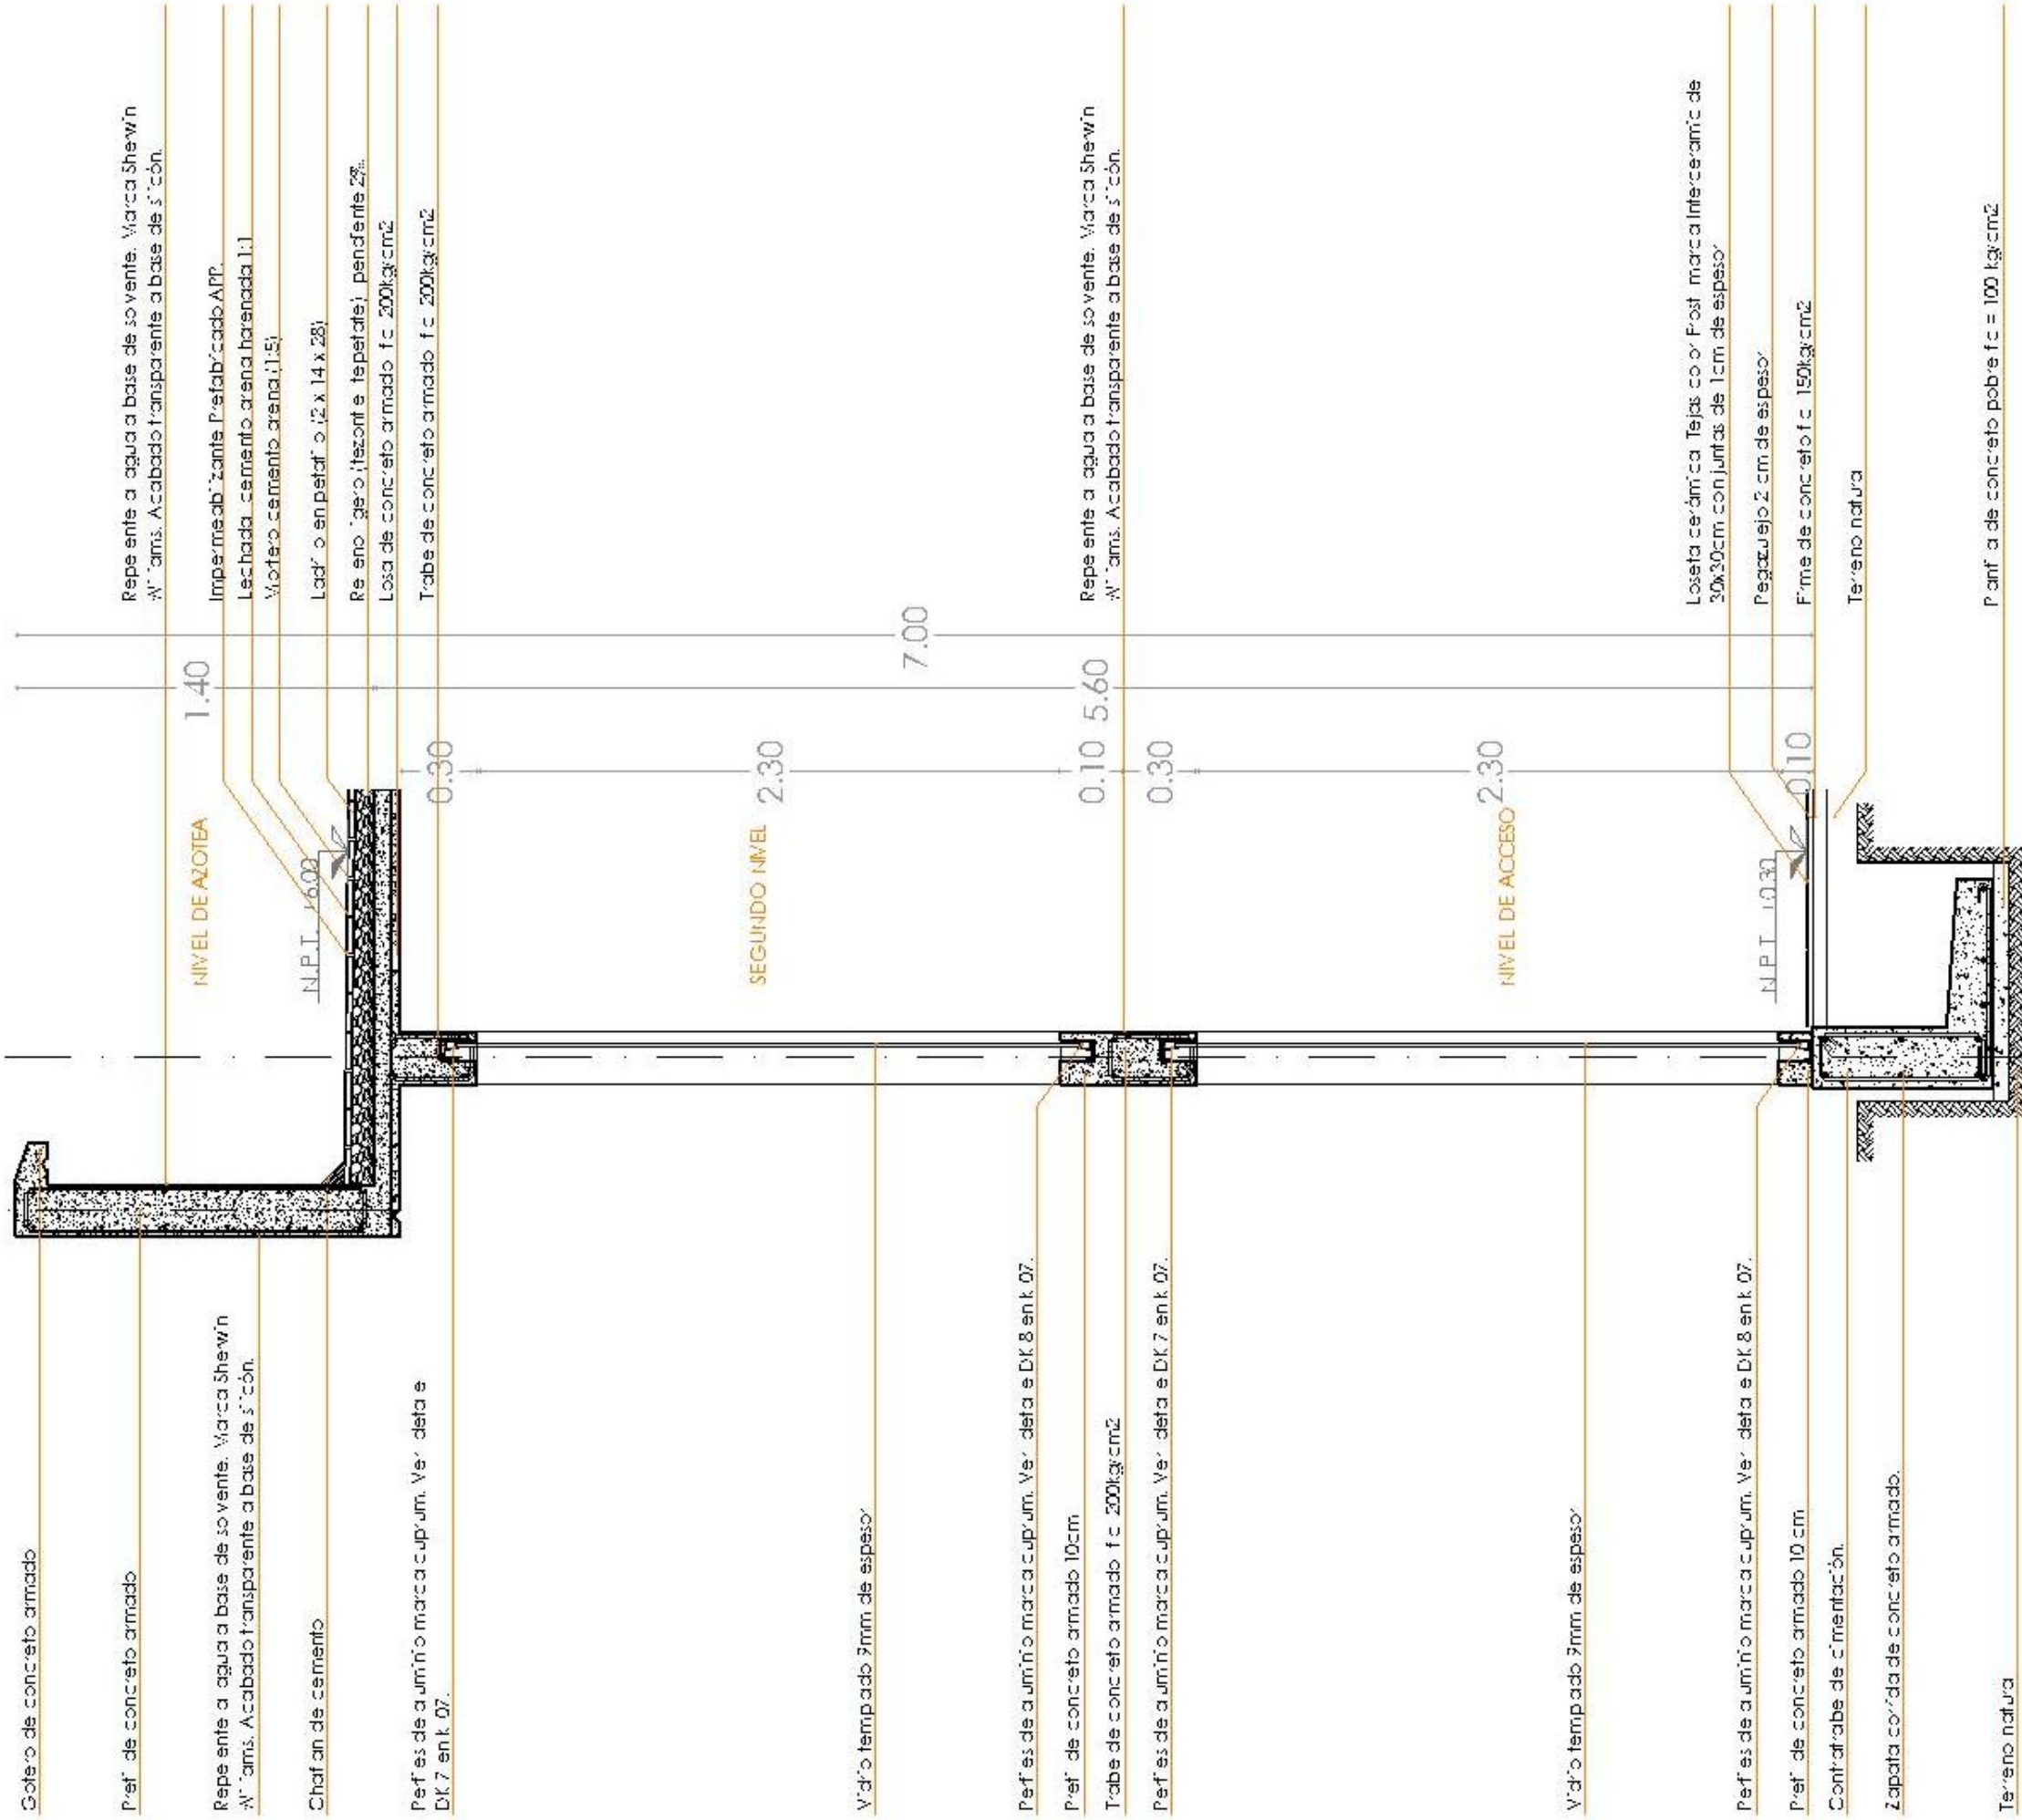 Gotero de concreto armado
Pretil de concreto armado
Repelente al agua a base de solvente. Marca Sherwin
Williams. Acabado transparente a base de silicón.
Chaflan de cemento
Perfiles de aluminio marca cuprum. Ver detalle
DK 7 en k 07.
Vidrio templado 9mm de espesor
Perfiles de aluminio marca cuprum. Ver detalle DK 8 en k 07.
Pretil de concreto armado 10cm
Trabe de concreto armado f'c 200kg/cm2
Perfiles de aluminio marca cuprum. Ver detalle DK 7 en k 07.
Vidrio templado 9mm de espesor
Perfiles de aluminio marca cuprum. Ver detalle DK 8 en k 07.
Pretil de concreto armado 10 cm
Contratrabe de cimentación.
Zapata corrida de concreto armado.
Terreno natural
NIVEL DE AZOTEA
N.P.T. +6.03
SEGUNDO NIVEL
NIVEL DE ACCESO
N.P.T. +0.30
0.30
2.30
0.10
0.30
2.30
0.10
1.40
5.60
7.00
Repelente al agua a base de solvente. Marca Sherwin
Williams. Acabado transparente a base de silicón.
Impermeabilizante Prefabricado APP.
Lechada, cemento arena harenada 1:1
Mortero cemento arena (1:5)
Ladrillo en petatillo (2 x 14 x 28)
Relleno ligero (tezontle, tepetate) pendiente 2%.
Losa de concreto armado f'c 200kg/cm2
Trabe de concreto armado f'c 200kg/cm2
Repelente al agua a base de solvente. Marca Sherwin
Williams. Acabado transparente a base de silicón.
Loseta cerámica Tejas color Frost marca Interceramic de
30x30cm con juntas de 1cm de espesor
Pegazulejo 2 cm de espesor
Firme de concreto f'c 150kg/cm2
Terreno natural
Plantilla de concreto pobre f'c = 100 kg/cm2